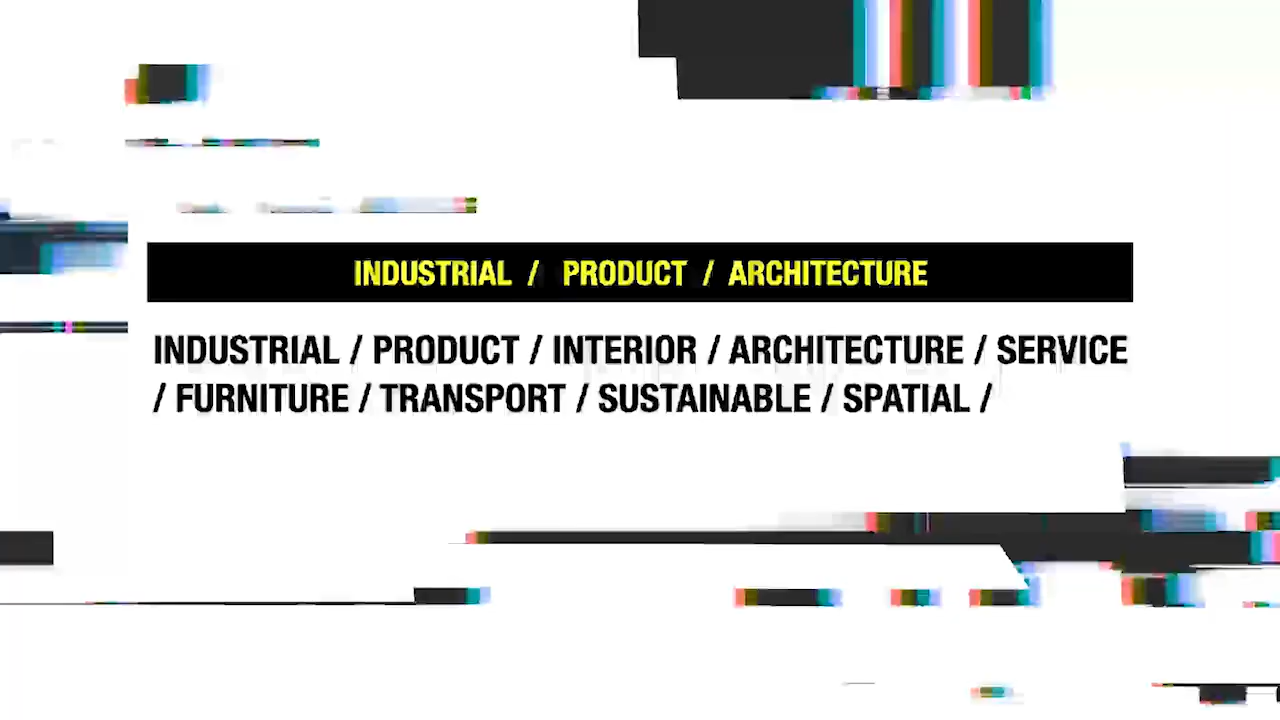 INDUSTRIAL / PRODUCT / ARCHITECTURE
INDUSTRIAL / PRODUCT / INTERIOR / ARCHITECTURE / SERVICE
/ FURNITURE / TRANSPORT / SUSTAINABLE / SPATIAL /